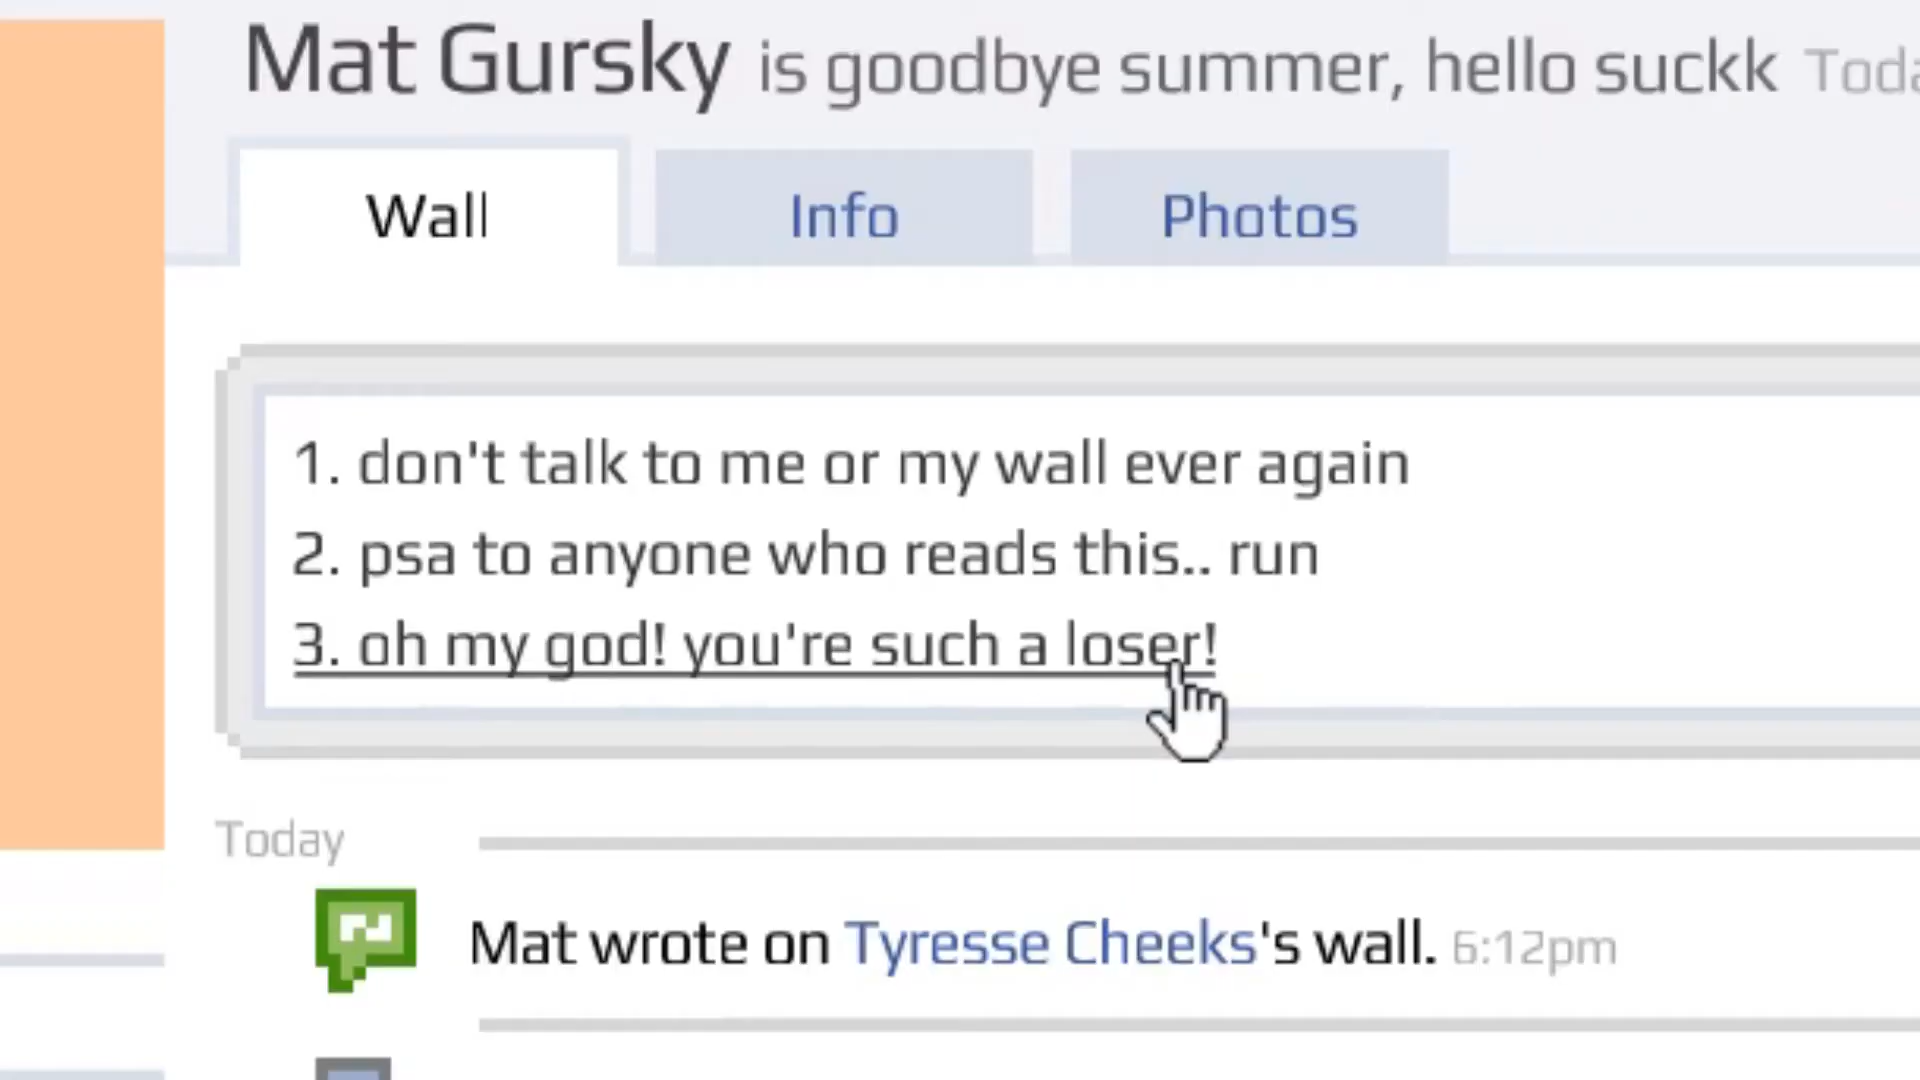 Mat Gursky is goodbye summer, hello suckk
Wall
Info
Photos
1. don't talk to me or my wall ever again
2. psa to anyone who reads this.. run
3. oh my god! you're such a loser!
Today
Mat wrote on Tyresse Cheeks's wall. 6:12pm